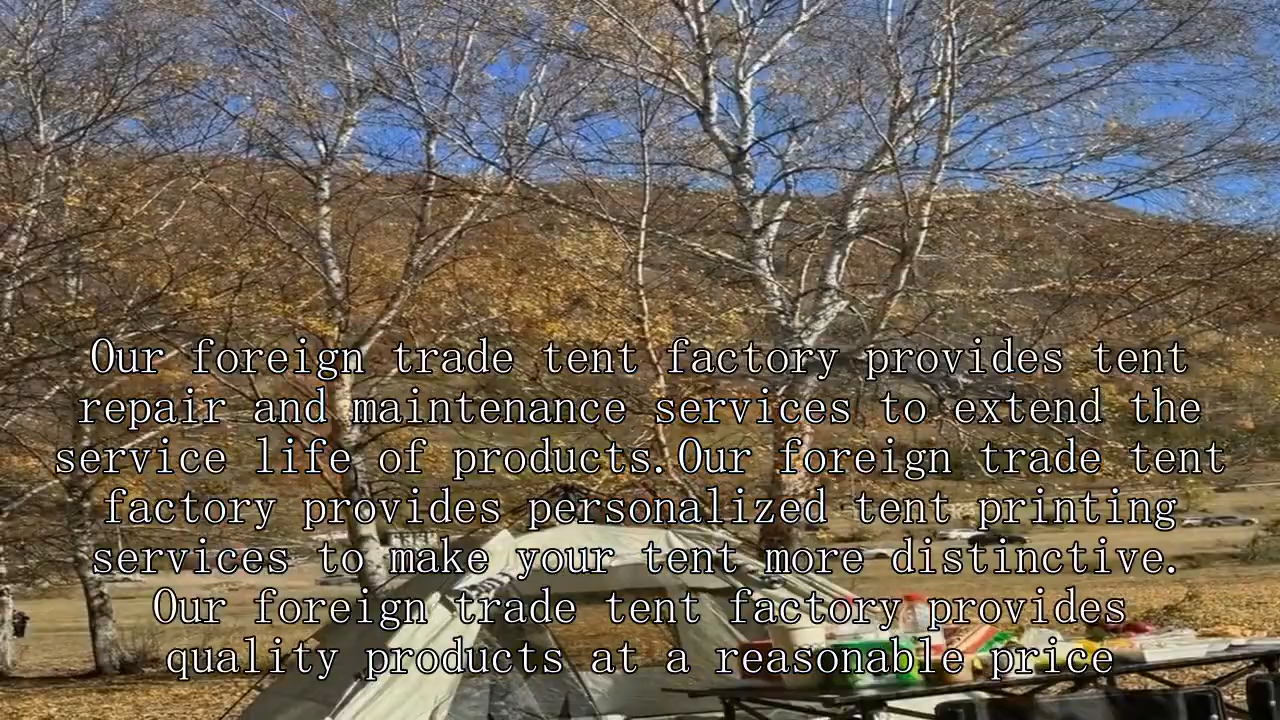 Our foreign trade tent factory provides tent
repair and maintenance services to extend the
service life of products.Our foreign trade tent
factory provides personalized tent printing
services to make your tent more distinctive.
Our foreign trade tent factory provides
quality products at a reasonable price